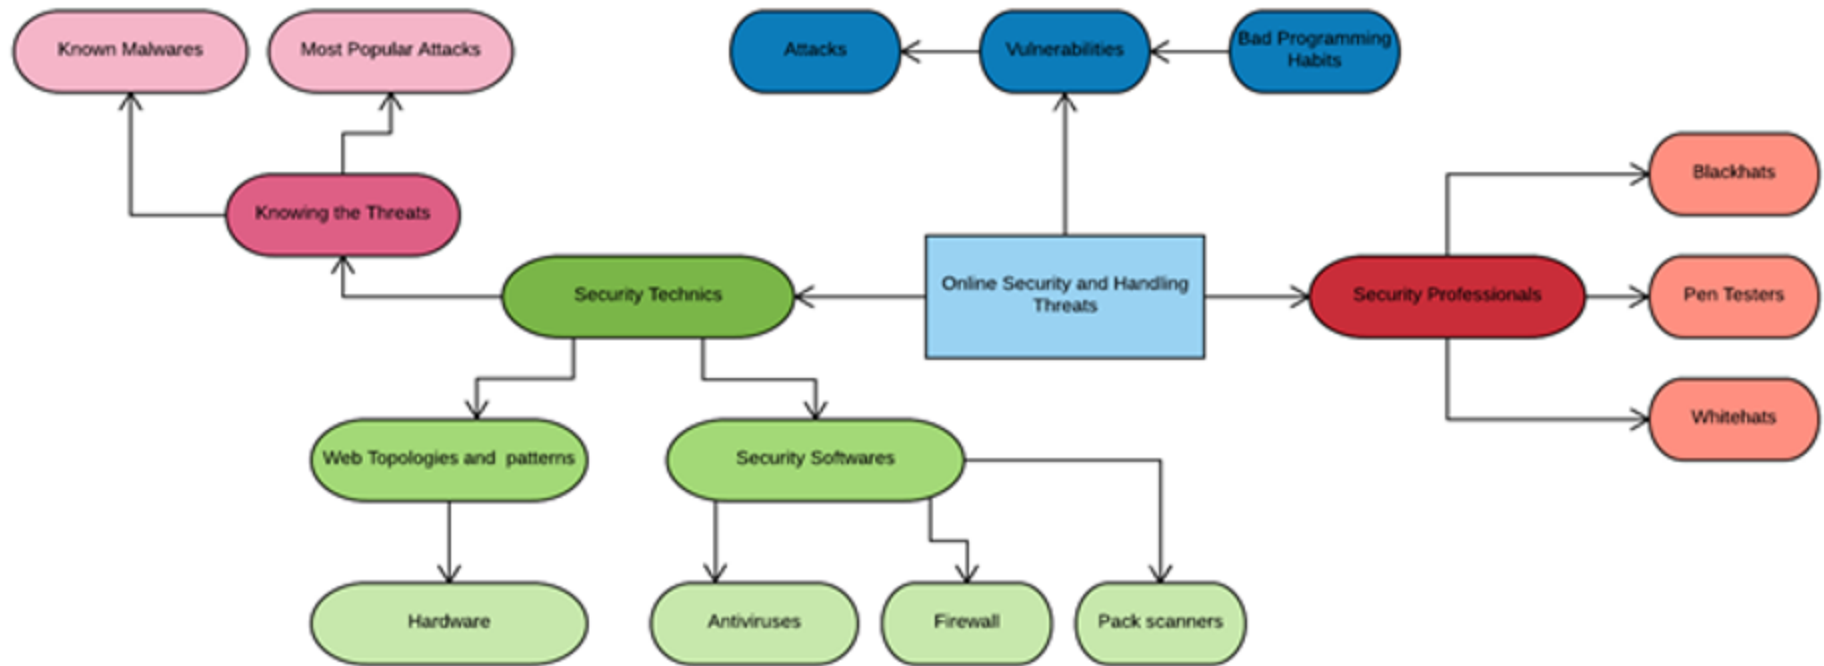 Known Malwares
Most Popular Attacks
Attacks
Vulnerabilities
Bad Programming
Habits
Blackhats
Knowing the Threats
Security Technics
Online Security and Handling
Threats
Security Professionals
Pen Testers
Whitehats
Web Topologies and patterns
Security Softwares
Hardware
Antiviruses
Firewall
Pack scanners